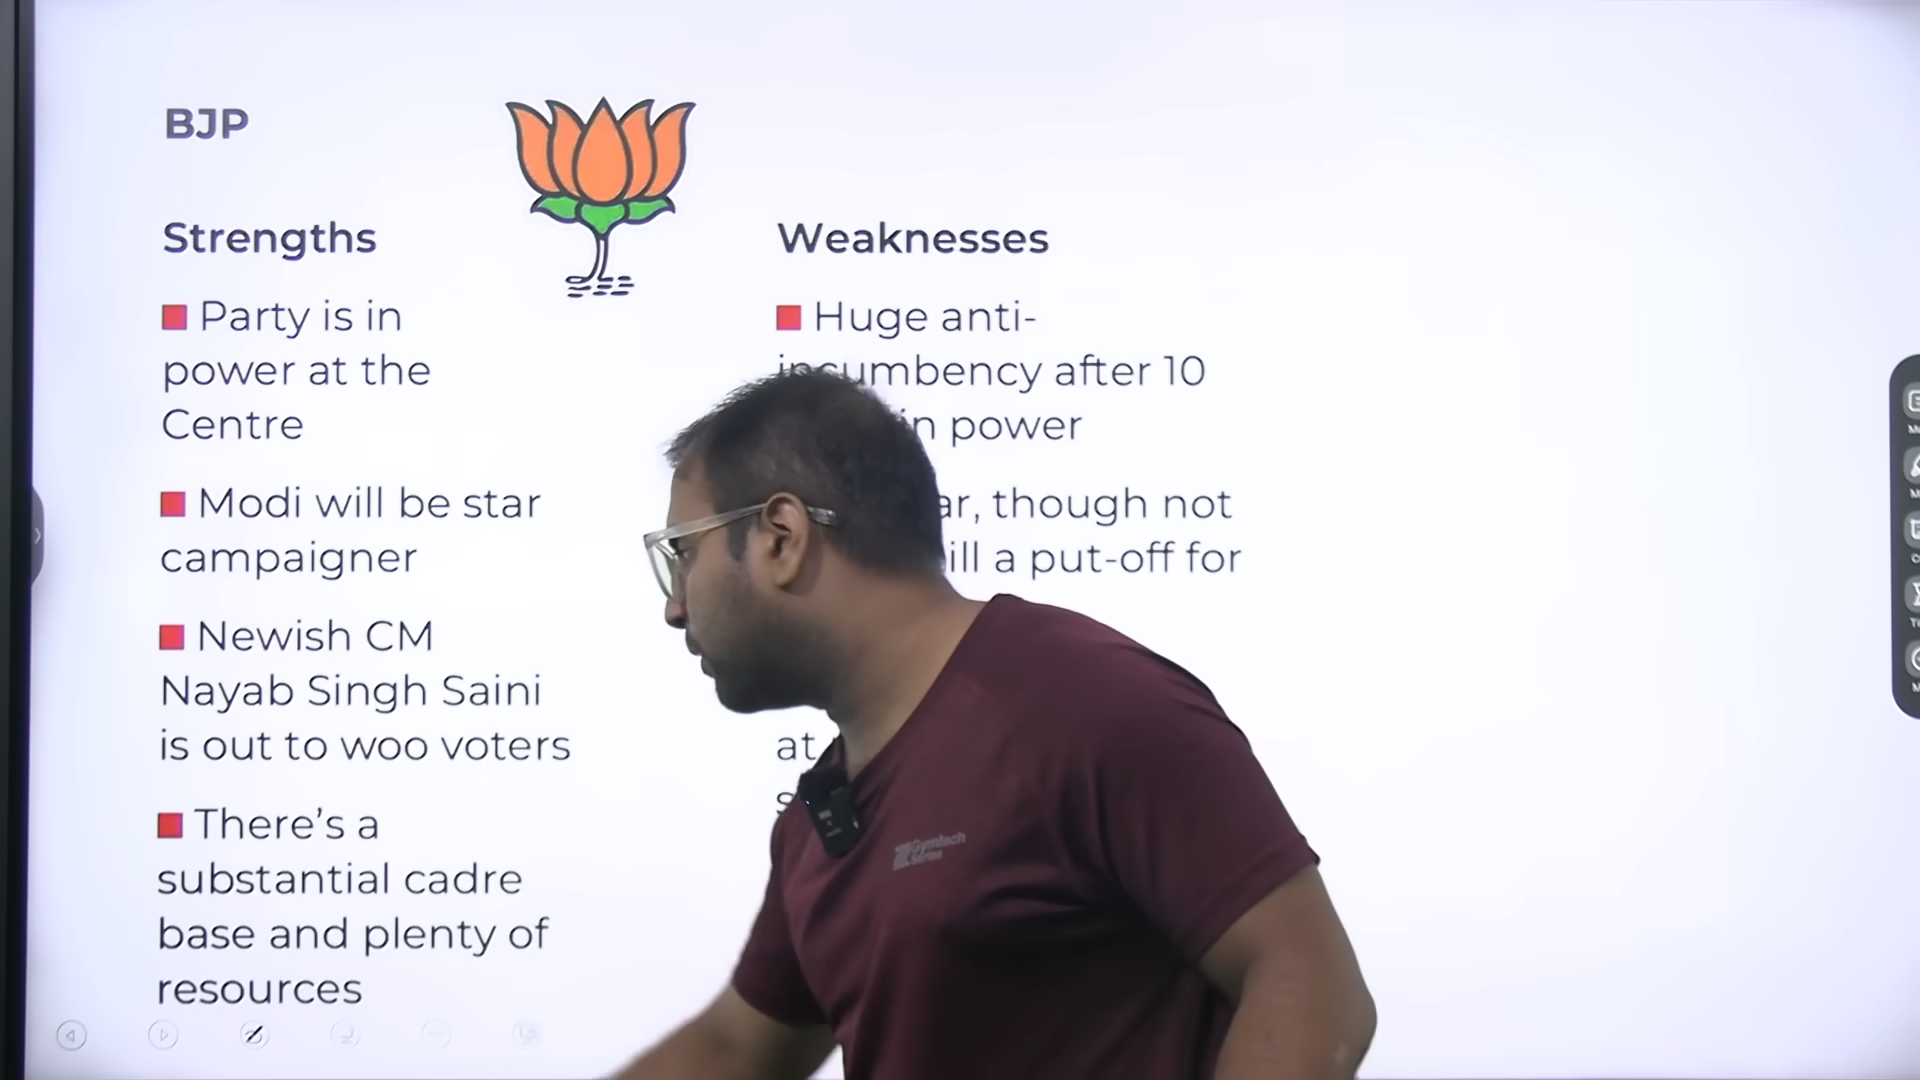 BJP
Strengths
Party is in
power at the
Centre
Modi will be star
campaigner
Newish CM
Nayab Singh Saini
is out to woo voters
There's a
substantial cadre
base and plenty of
resources
Weaknesses
Huge anti-
incumbency after 10
in power
though not
a put-off for
at